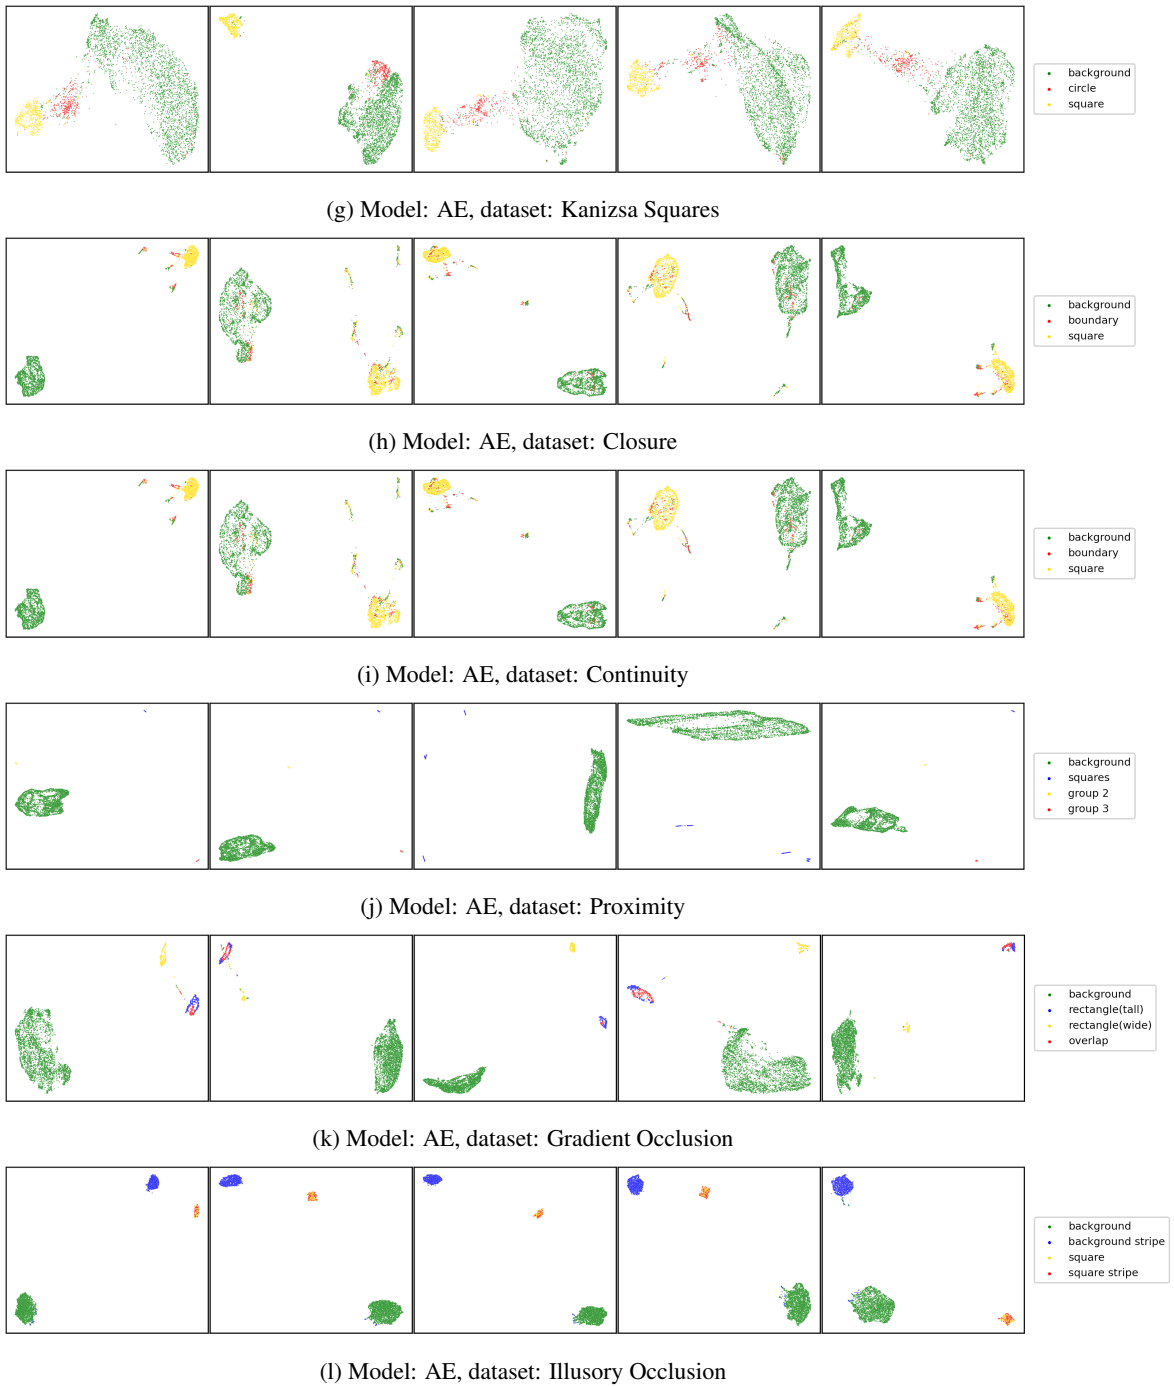 background
circle
square
(g) Model: AE, dataset: Kanizsa Squares
background
boundary
square
(h) Model: AE, dataset: Closure
background
boundary
square
(i) Model: AE, dataset: Continuity
background
squares
group 2
group 3
(j) Model: AE, dataset: Proximity
background
rectangle(tall)
rectangle(wide)
overlap
(k) Model: AE, dataset: Gradient Occlusion
background
background stripe
square
square stripe
(l) Model: AE, dataset: Illusory Occlusion